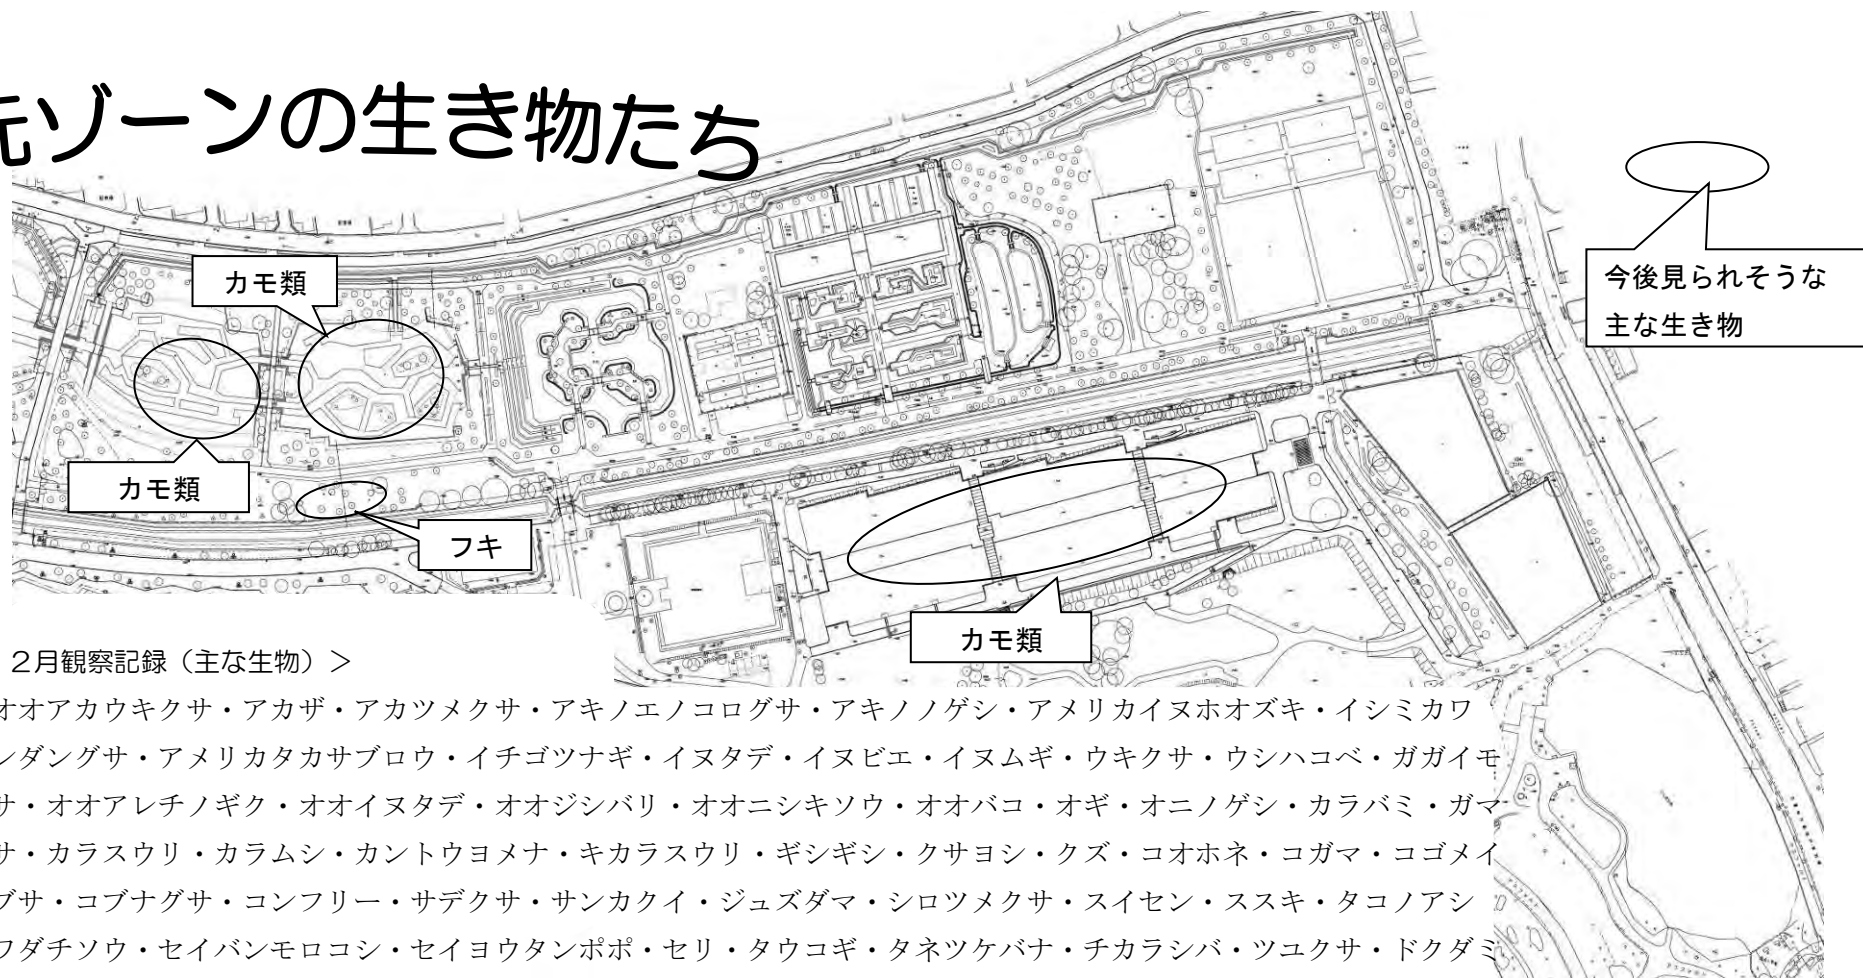 元ゾーンの生き物たち
カモ類
今後見られそうな
主な生き物
カモ類
フキ
カモ類
2月観察記録（主な生物）＞
オオアカウキクサ・アカザ・アカツメクサ・アキノエノコログサ・アキノノゲシ・アメリカイヌホオズキ・イシミカワ
ンダングサ・アメリカタカサブロウ・イチゴツナギ・イヌタデ・イヌビエ・イヌムギ・ウキクサ・ウシハコベ・ガガイモ
サ・オオアレチノギク・オオイヌタデ・オオジシバリ・オオニシキソウ・オオバコ・オギ・オニノゲシ・カラバミ・ガマ
サ・カラスウリ・カラムシ・カントウヨメナ・キカラスウリ・ギシギシ・クサヨシ・クズ・コオホネ・コガマ・コゴメイ
ブサ・コブナグサ・コンフリー・サデクサ・サンカクイ・ジュズダマ・シロツメクサ・スイセン・ススキ・タコノアシ
ワダチソウ・セイバンモロコシ・セイヨウタンポポ・セリ・タウコギ・タネツケバナ・チカラシバ・ツユクサ・ドクダミ